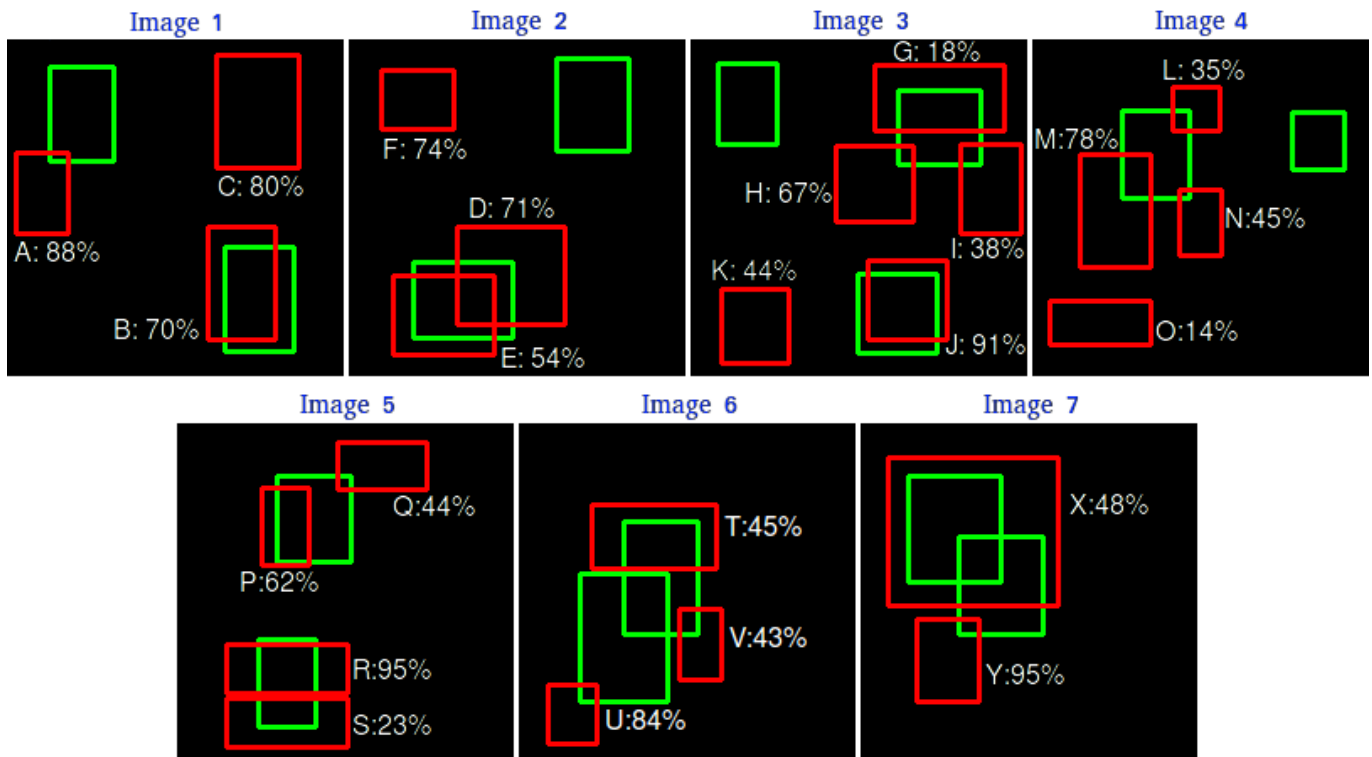 Image 1
Image 2
Image 3
Image 4
A: 88%
B: 70%
C: 80%
F: 74%
D: 71%
E: 54%
G: 18%
H: 67%
I: 38%
K: 44%
J: 91%
L: 35%
M:78%
N:45%
O:14%
Image 5
Image 6
Image 7
Q:44%
P:62%
R:95%
S:23%
T:45%
V:43%
U:84%
X:48%
Y:95%